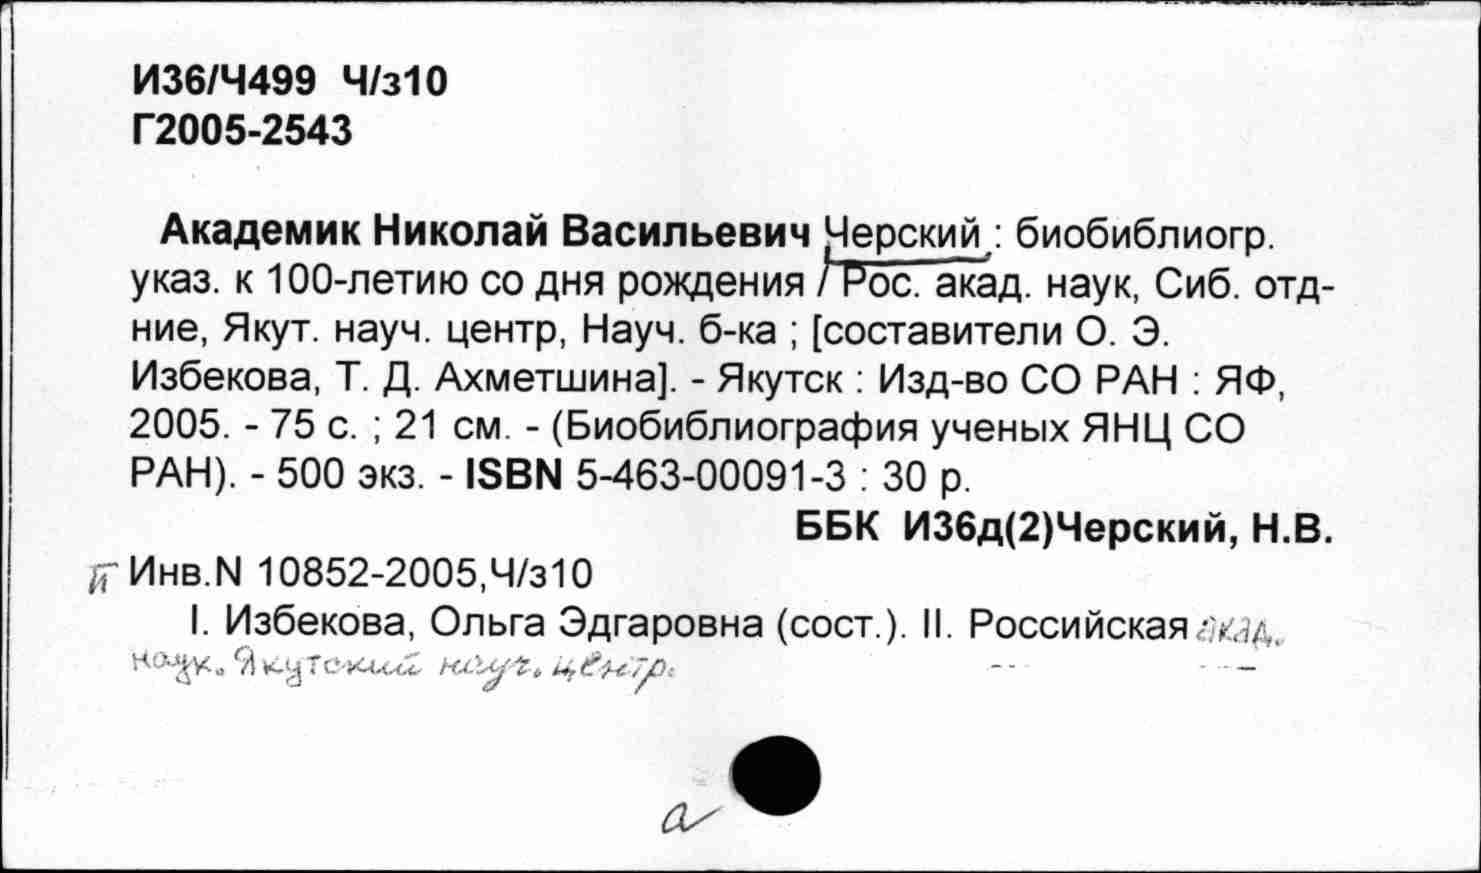 И36/Ч499 Ч/з10
Г2005-2543
Академик Николай Васильевич Черский : биобиблиогр.
указ. к 100-летию со дня рождения / Рос. акад. наук, Сиб. отд-
ние, Якут. науч. центр, Науч. б-ка ; [составители О. Э.
Избекова, Т. Д. Ахметшина]. - Якутск : Изд-во СО РАН : ЯФ,
2005. - 75 с. ; 21 см. - (Биобиблиография ученых ЯНЦ СО
РАН). - 500 экз. - ISBN 5-463-00091-3 : 30 р.
ББК И36д(2)Черский, Н.В.
Инв.N 10852-2005,Ч/з10
I. Избекова, Ольга Эдгаровна (сост.). II. Российская акад.
наук. Якутский науч. центр.
а